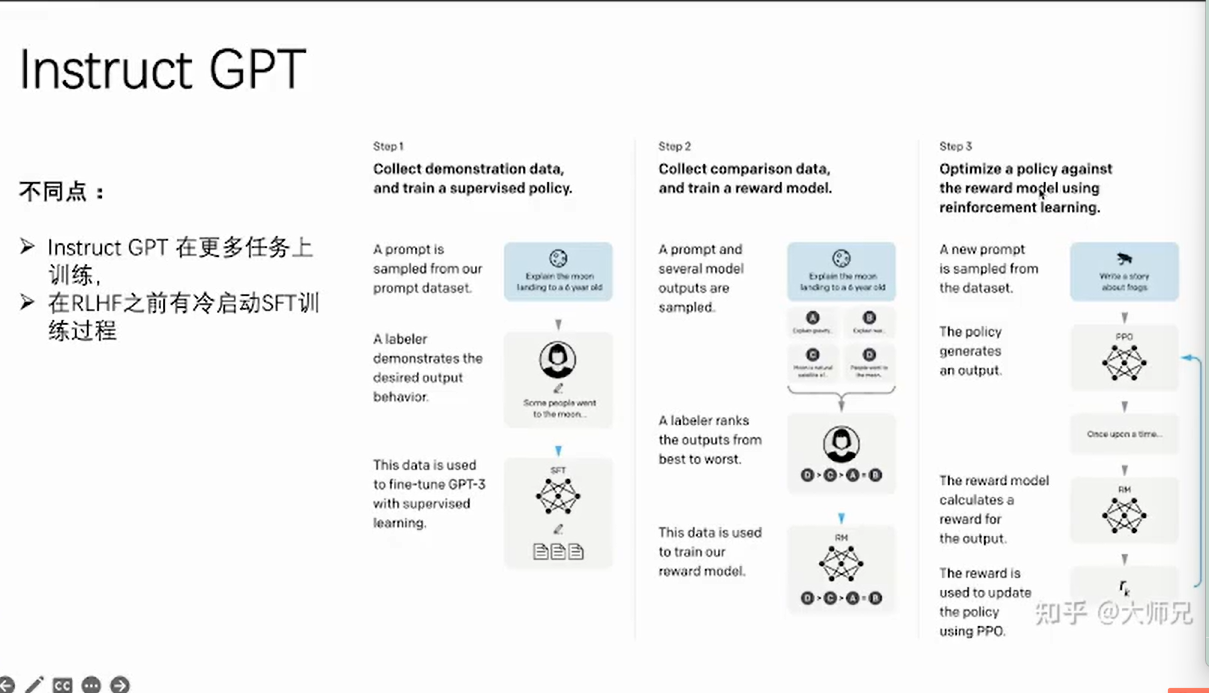 Instruct GPT
不同点：
Instruct GPT 在更多任务上
训练，
在RLHF之前有冷启动SFT训
练过程
Step 1
Collect demonstration data,
and train a supervised policy.
A prompt is
sampled from our
prompt dataset.
Explain the moon
landing to a 6 year old
A labeler
demonstrates the
desired output
behavior.
Some people went
to the moon...
This data is used
to fine-tune GPT-3
with supervised
learning.
SFT
Step 2
Collect comparison data,
and train a reward model.
A prompt and
several model
outputs are
sampled.
Explain the moon
landing to a 6 year old
A
Explain gravity...
B
Explain war...
C
Moon is natural
satellite of...
D
People went to
the moon...
A labeler ranks
the outputs from
best to worst.
D > C > A = B
This data is used
to train our
reward model.
RM
D > C > A = B
Step 3
Optimize a policy against
the reward model using
reinforcement learning.
A new prompt
is sampled from
the dataset.
Write a story
about frogs
The policy
generates
an output.
PPO
Once upon a time...
The reward model
calculates a
reward for
the output.
RM
The reward is
used to update
the policy
using PPO.
rk
知乎 @大师兄
CC